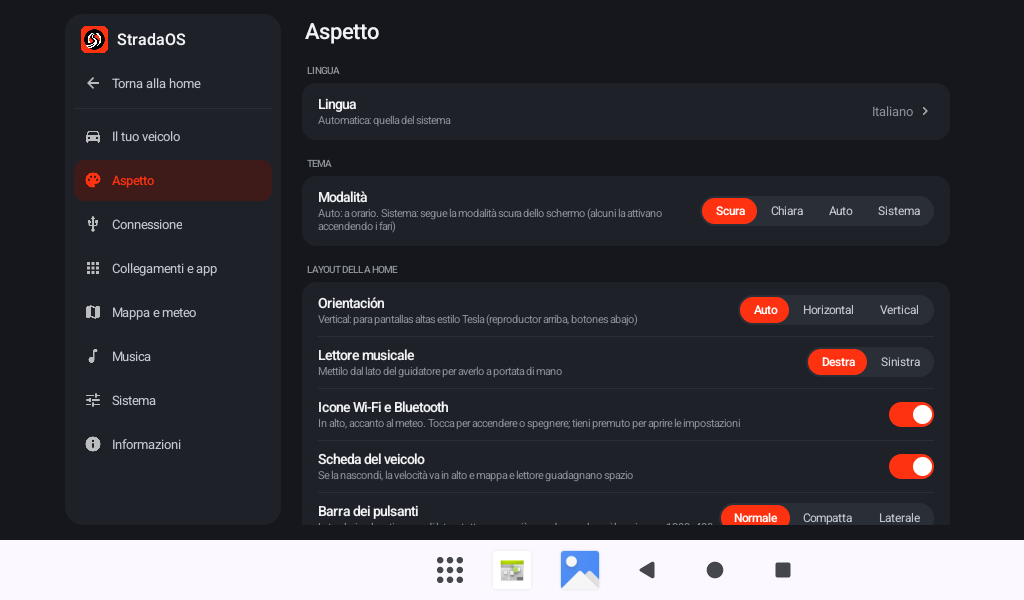 StradaOS
Torna alla home
Il tuo veicolo
Aspetto
Connessione
Collegamenti e app
Mappa e meteo
Musica
Sistema
Informazioni
Aspetto
LINGUA
Lingua
Automatica: quella del sistema
Italiano
TEMA
Modalità
Auto: a orario. Sistema: segue la modalità scura dello schermo (alcuni la attivano
accendendo i fari)
Scura Chiara Auto Sistema
LAYOUT DELLA HOME
Orientación
Vertical: para pantallas altas estilo Tesla (reproductor arriba, botones abajo)
Auto Horizontal Vertical
Lettore musicale
Mettilo dal lato del guidatore per averlo a portata di mano
Destra Sinistra
Icone Wi-Fi e Bluetooth
In alto, accanto al meteo. Tocca per accendere o spegnere; tieni premuto per aprire le impostazioni
Scheda del veicolo
Se la nascondi, la velocità va in alto e mappa e lettore guadagnano spazio
Barra dei pulsanti
Normale Compatta Laterale